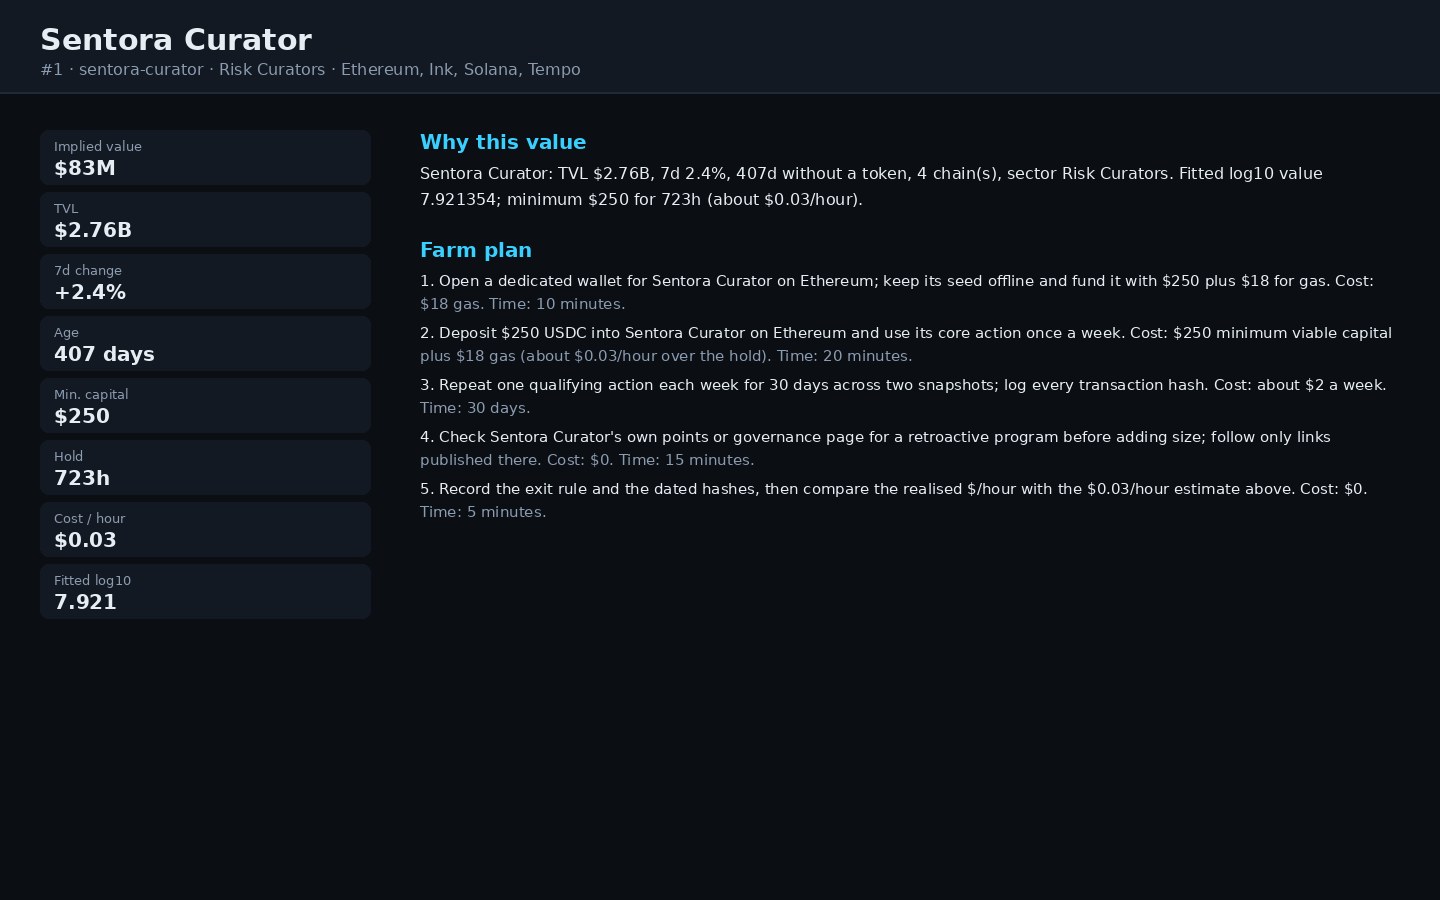 Sentora Curator
#1 · sentora-curator · Risk Curators · Ethereum, Ink, Solana, Tempo
Implied value
$83M
TVL
$2.76B
7d change
+2.4%
Age
407 days
Min. capital
$250
Hold
723h
Cost / hour
$0.03
Fitted log10
7.921
Why this value
Sentora Curator: TVL $2.76B, 7d 2.4%, 407d without a token, 4 chain(s), sector Risk Curators. Fitted log10 value
7.921354; minimum $250 for 723h (about $0.03/hour).
Farm plan
1. Open a dedicated wallet for Sentora Curator on Ethereum; keep its seed offline and fund it with $250 plus $18 for gas. Cost:
$18 gas. Time: 10 minutes.
2. Deposit $250 USDC into Sentora Curator on Ethereum and use its core action once a week. Cost: $250 minimum viable capital
plus $18 gas (about $0.03/hour over the hold). Time: 20 minutes.
3. Repeat one qualifying action each week for 30 days across two snapshots; log every transaction hash. Cost: about $2 a week.
Time: 30 days.
4. Check Sentora Curator's own points or governance page for a retroactive program before adding size; follow only links
published there. Cost: $0. Time: 15 minutes.
5. Record the exit rule and the dated hashes, then compare the realised $/hour with the $0.03/hour estimate above. Cost: $0.
Time: 5 minutes.